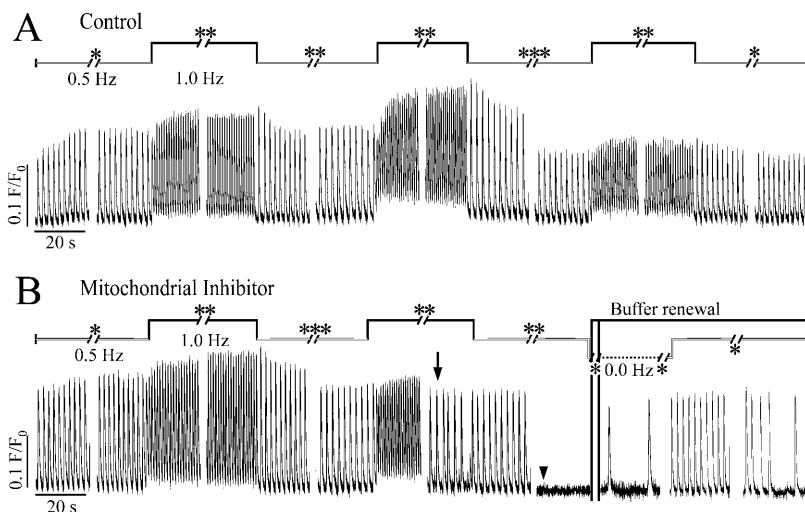 A
Control
** ** **
* ** *** *
0.5 Hz 1.0 Hz
0.1 F/F0
20 s
B
Mitochondrial Inhibitor
** **
Buffer renewal
* *** ** *
0.5 Hz 1.0 Hz
* 0.0 Hz *
0.1 F/F0
20 s